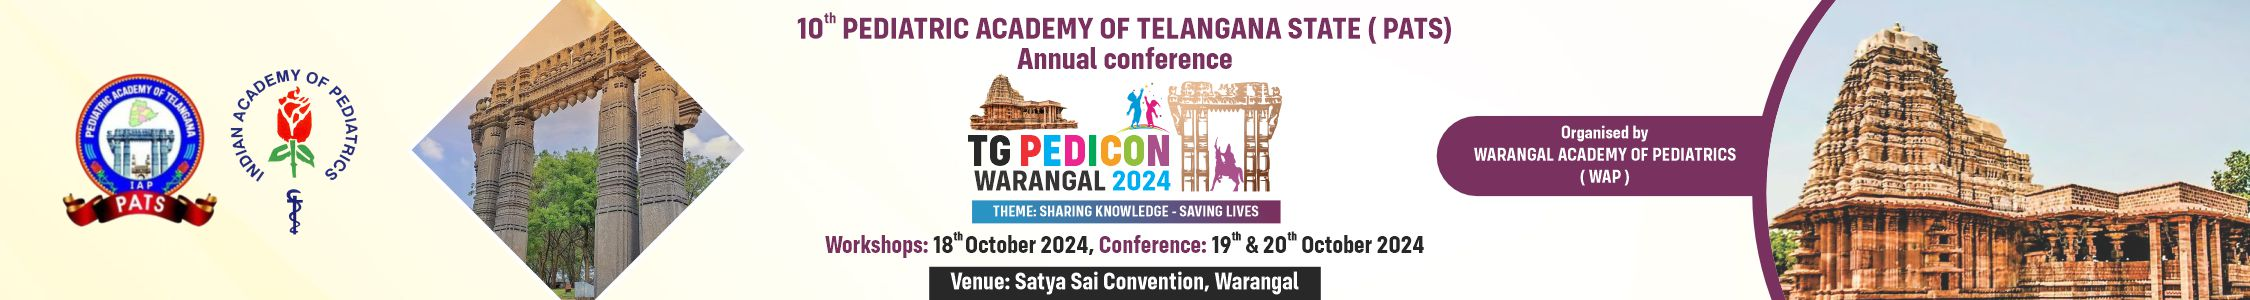 PEDIATRIC ACADEMY OF TELANGANA
IAP
PATS
INDIAN ACADEMY OF PEDIATRICS
10th PEDIATRIC ACADEMY OF TELANGANA STATE ( PATS)
Annual conference
TG PEDICON
WARANGAL 2024
THEME: SHARING KNOWLEDGE - SAVING LIVES
Workshops: 18th October 2024, Conference: 19th & 20th October 2024
Venue: Satya Sai Convention, Warangal
Organised by
WARANGAL ACADEMY OF PEDIATRICS
( WAP )